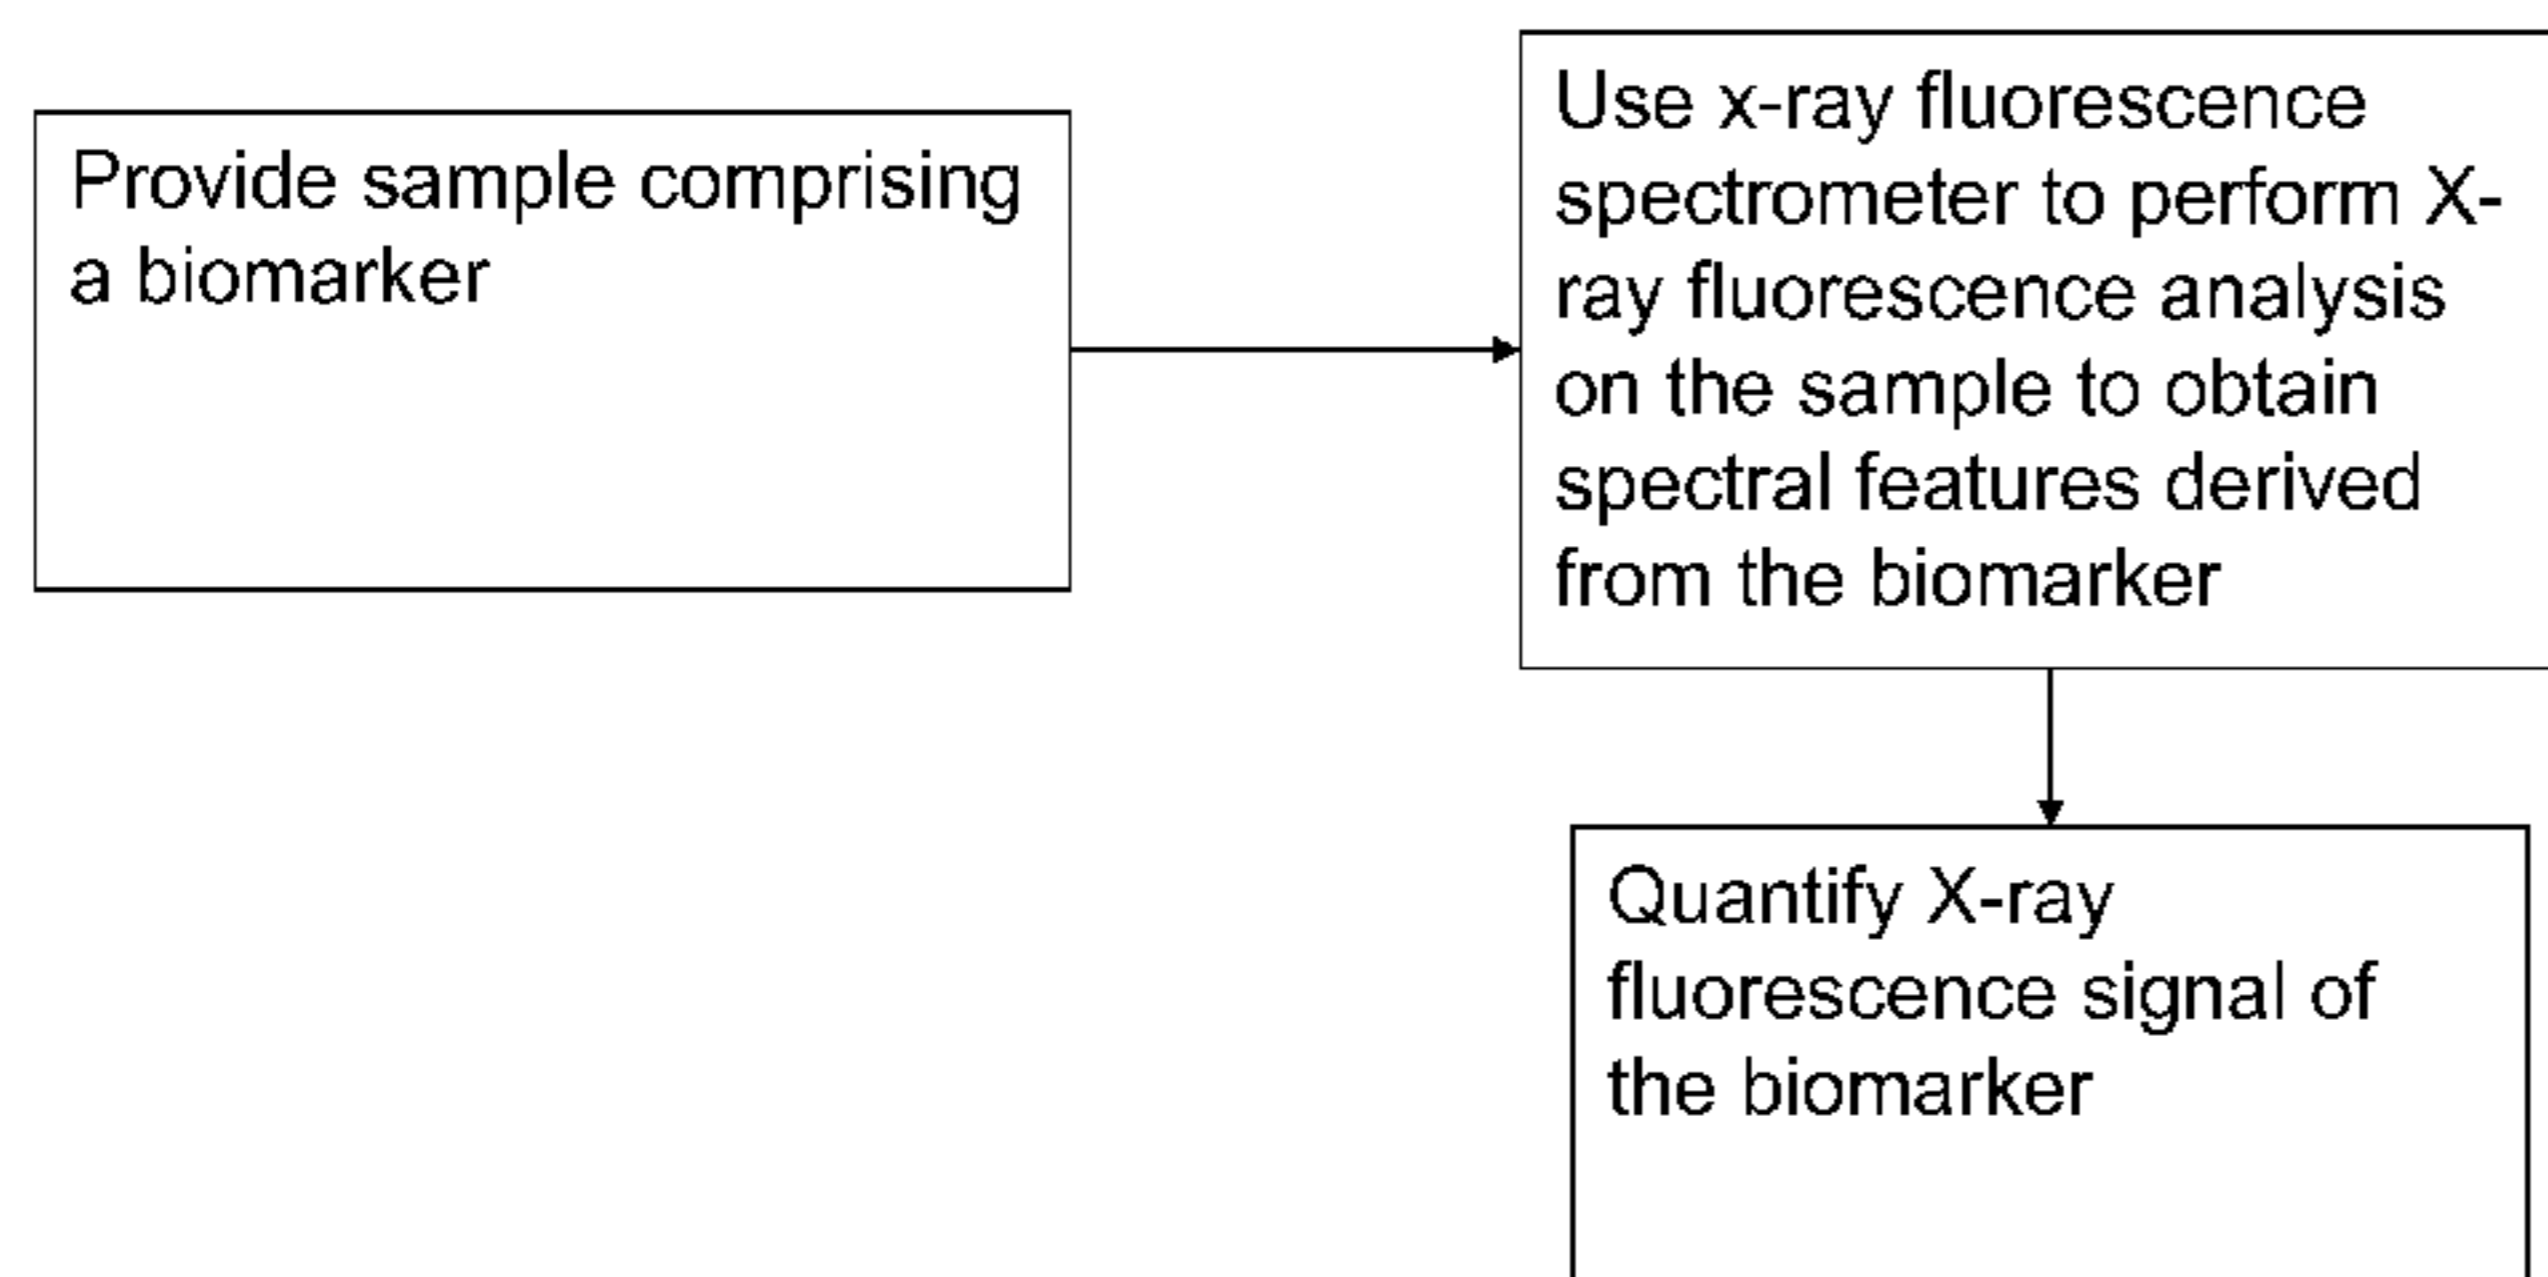 Provide sample comprising
a biomarker
Use x-ray fluorescence
spectrometer to perform X-
ray fluorescence analysis
on the sample to obtain
spectral features derived
from the biomarker
Quantify X-ray
fluorescence signal of
the biomarker